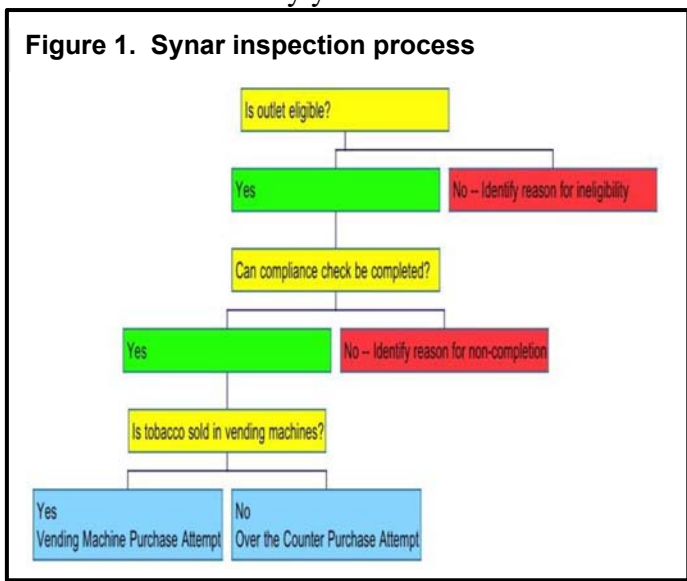 Figure 1. Synar inspection process
Is outlet eligible?
Yes
No -- Identify reason for ineligibility
Can compliance check be completed?
Yes
No -- Identify reason for non-completion
Is tobacco sold in vending machines?
Yes
Vending Machine Purchase Attempt
No
Over the Counter Purchase Attempt